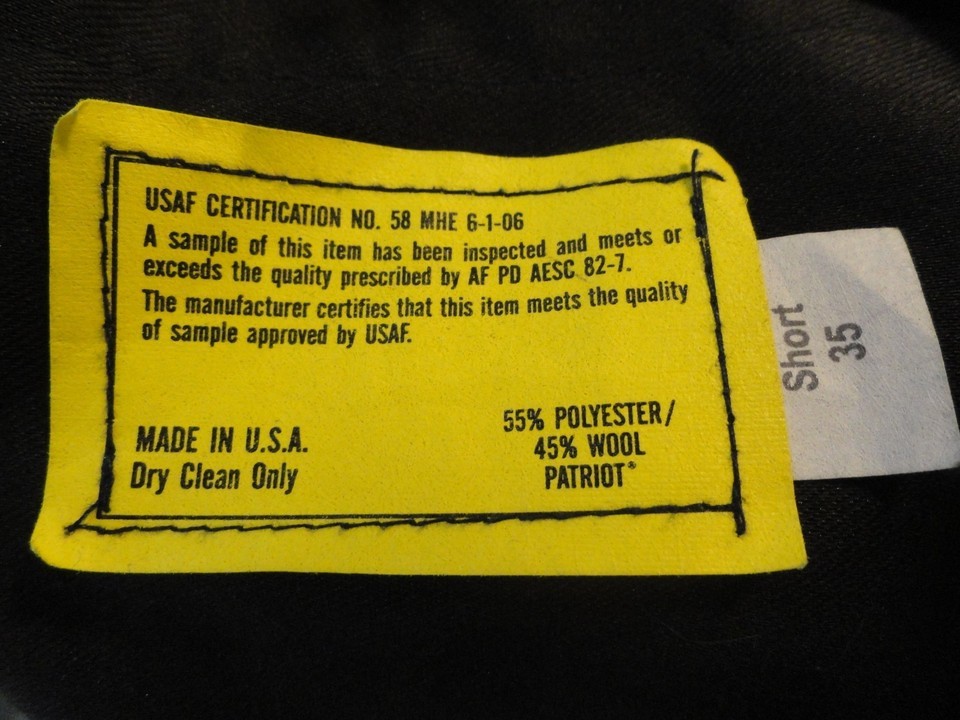 USAF CERTIFICATION NO. 58 MHE 6-1-06
A sample of this item has been inspected and meets or
exceeds the quality prescribed by AF PD AESC 82-7.
The manufacturer certifies that this item meets the quality
of sample approved by USAF.
MADE IN U.S.A.
Dry Clean Only
55% POLYESTER/
45% WOOL
PATRIOT®
Short
35